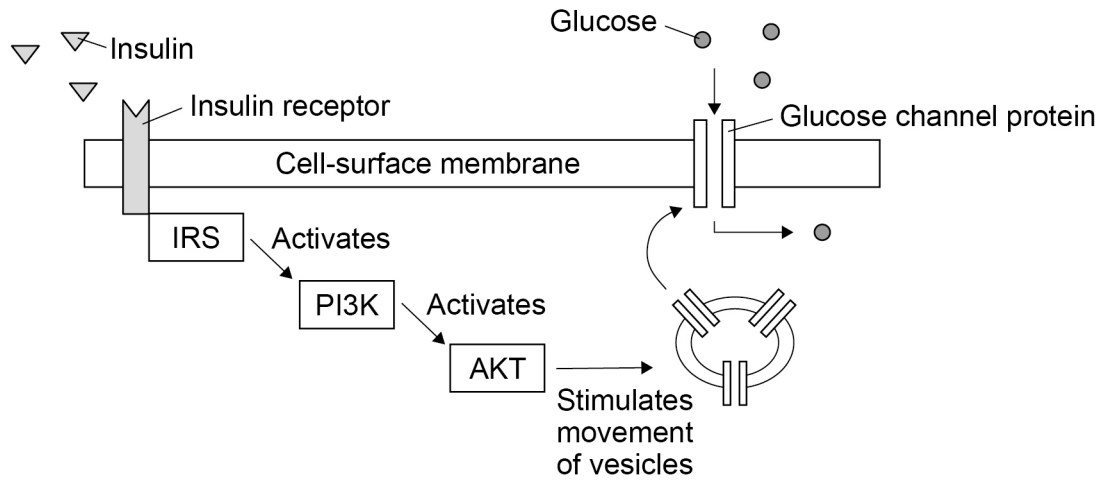 Glucose
Insulin
Insulin receptor
Glucose channel protein
Cell-surface membrane
IRS
Activates
PI3K
Activates
AKT
Stimulates
movement
of vesicles